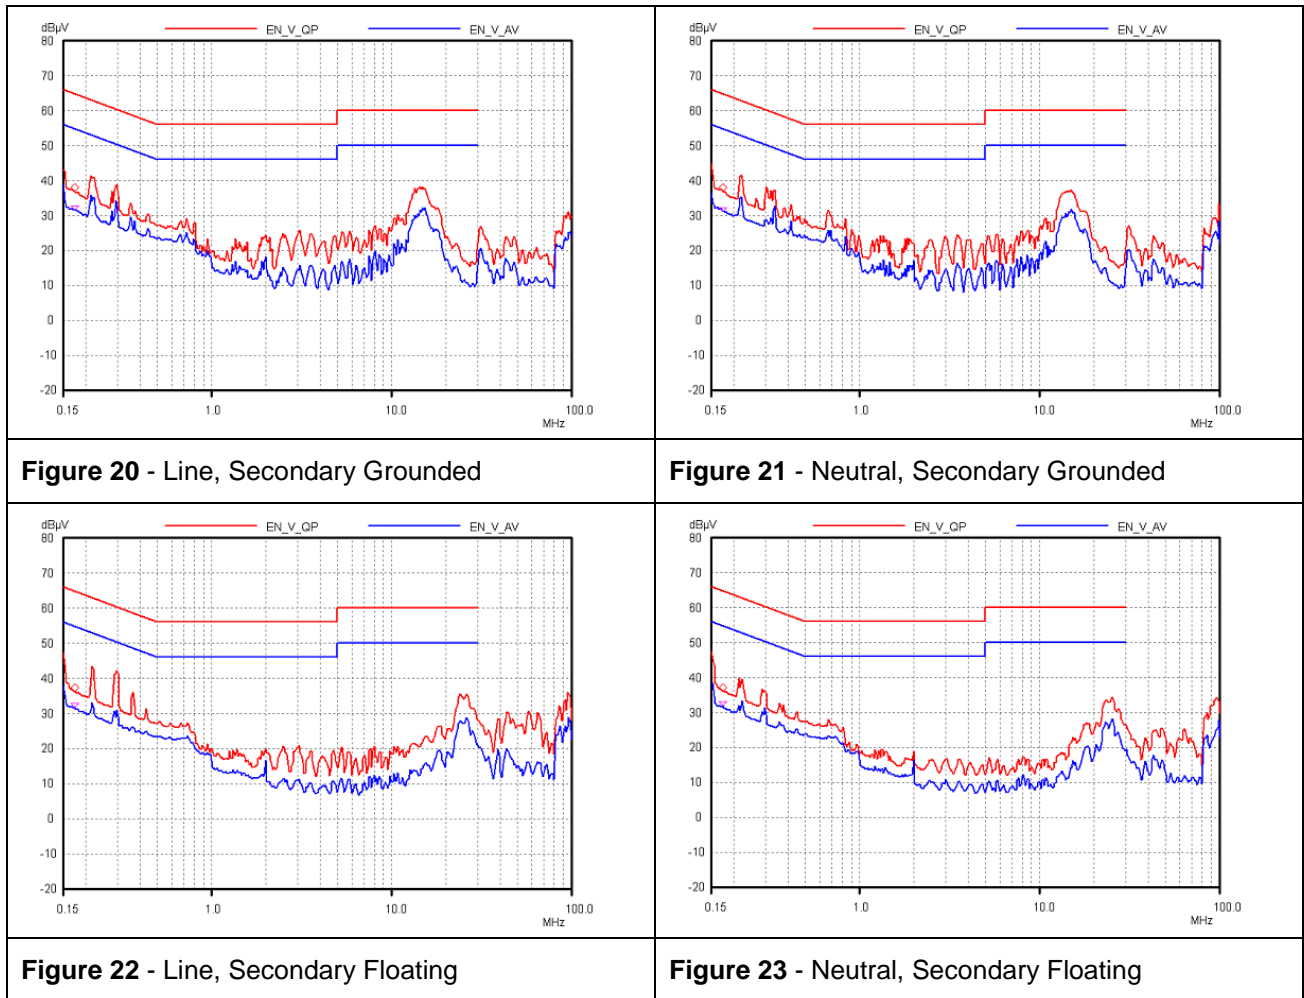 dBµV
EN_V_QP EN_V_AV
80
70
60
50
40
30
20
10
0
-10
-20
0.15 1.0 10.0 100.0
MHz
Figure 20 - Line, Secondary Grounded
dBµV
EN_V_QP EN_V_AV
80
70
60
50
40
30
20
10
0
-10
-20
0.15 1.0 10.0 100.0
MHz
Figure 21 - Neutral, Secondary Grounded
dBµV
EN_V_QP EN_V_AV
80
70
60
50
40
30
20
10
0
-10
-20
0.15 1.0 10.0 100.0
MHz
Figure 22 - Line, Secondary Floating
dBµV
EN_V_QP EN_V_AV
80
70
60
50
40
30
20
10
0
-10
-20
0.15 1.0 10.0 100.0
MHz
Figure 23 - Neutral, Secondary Floating